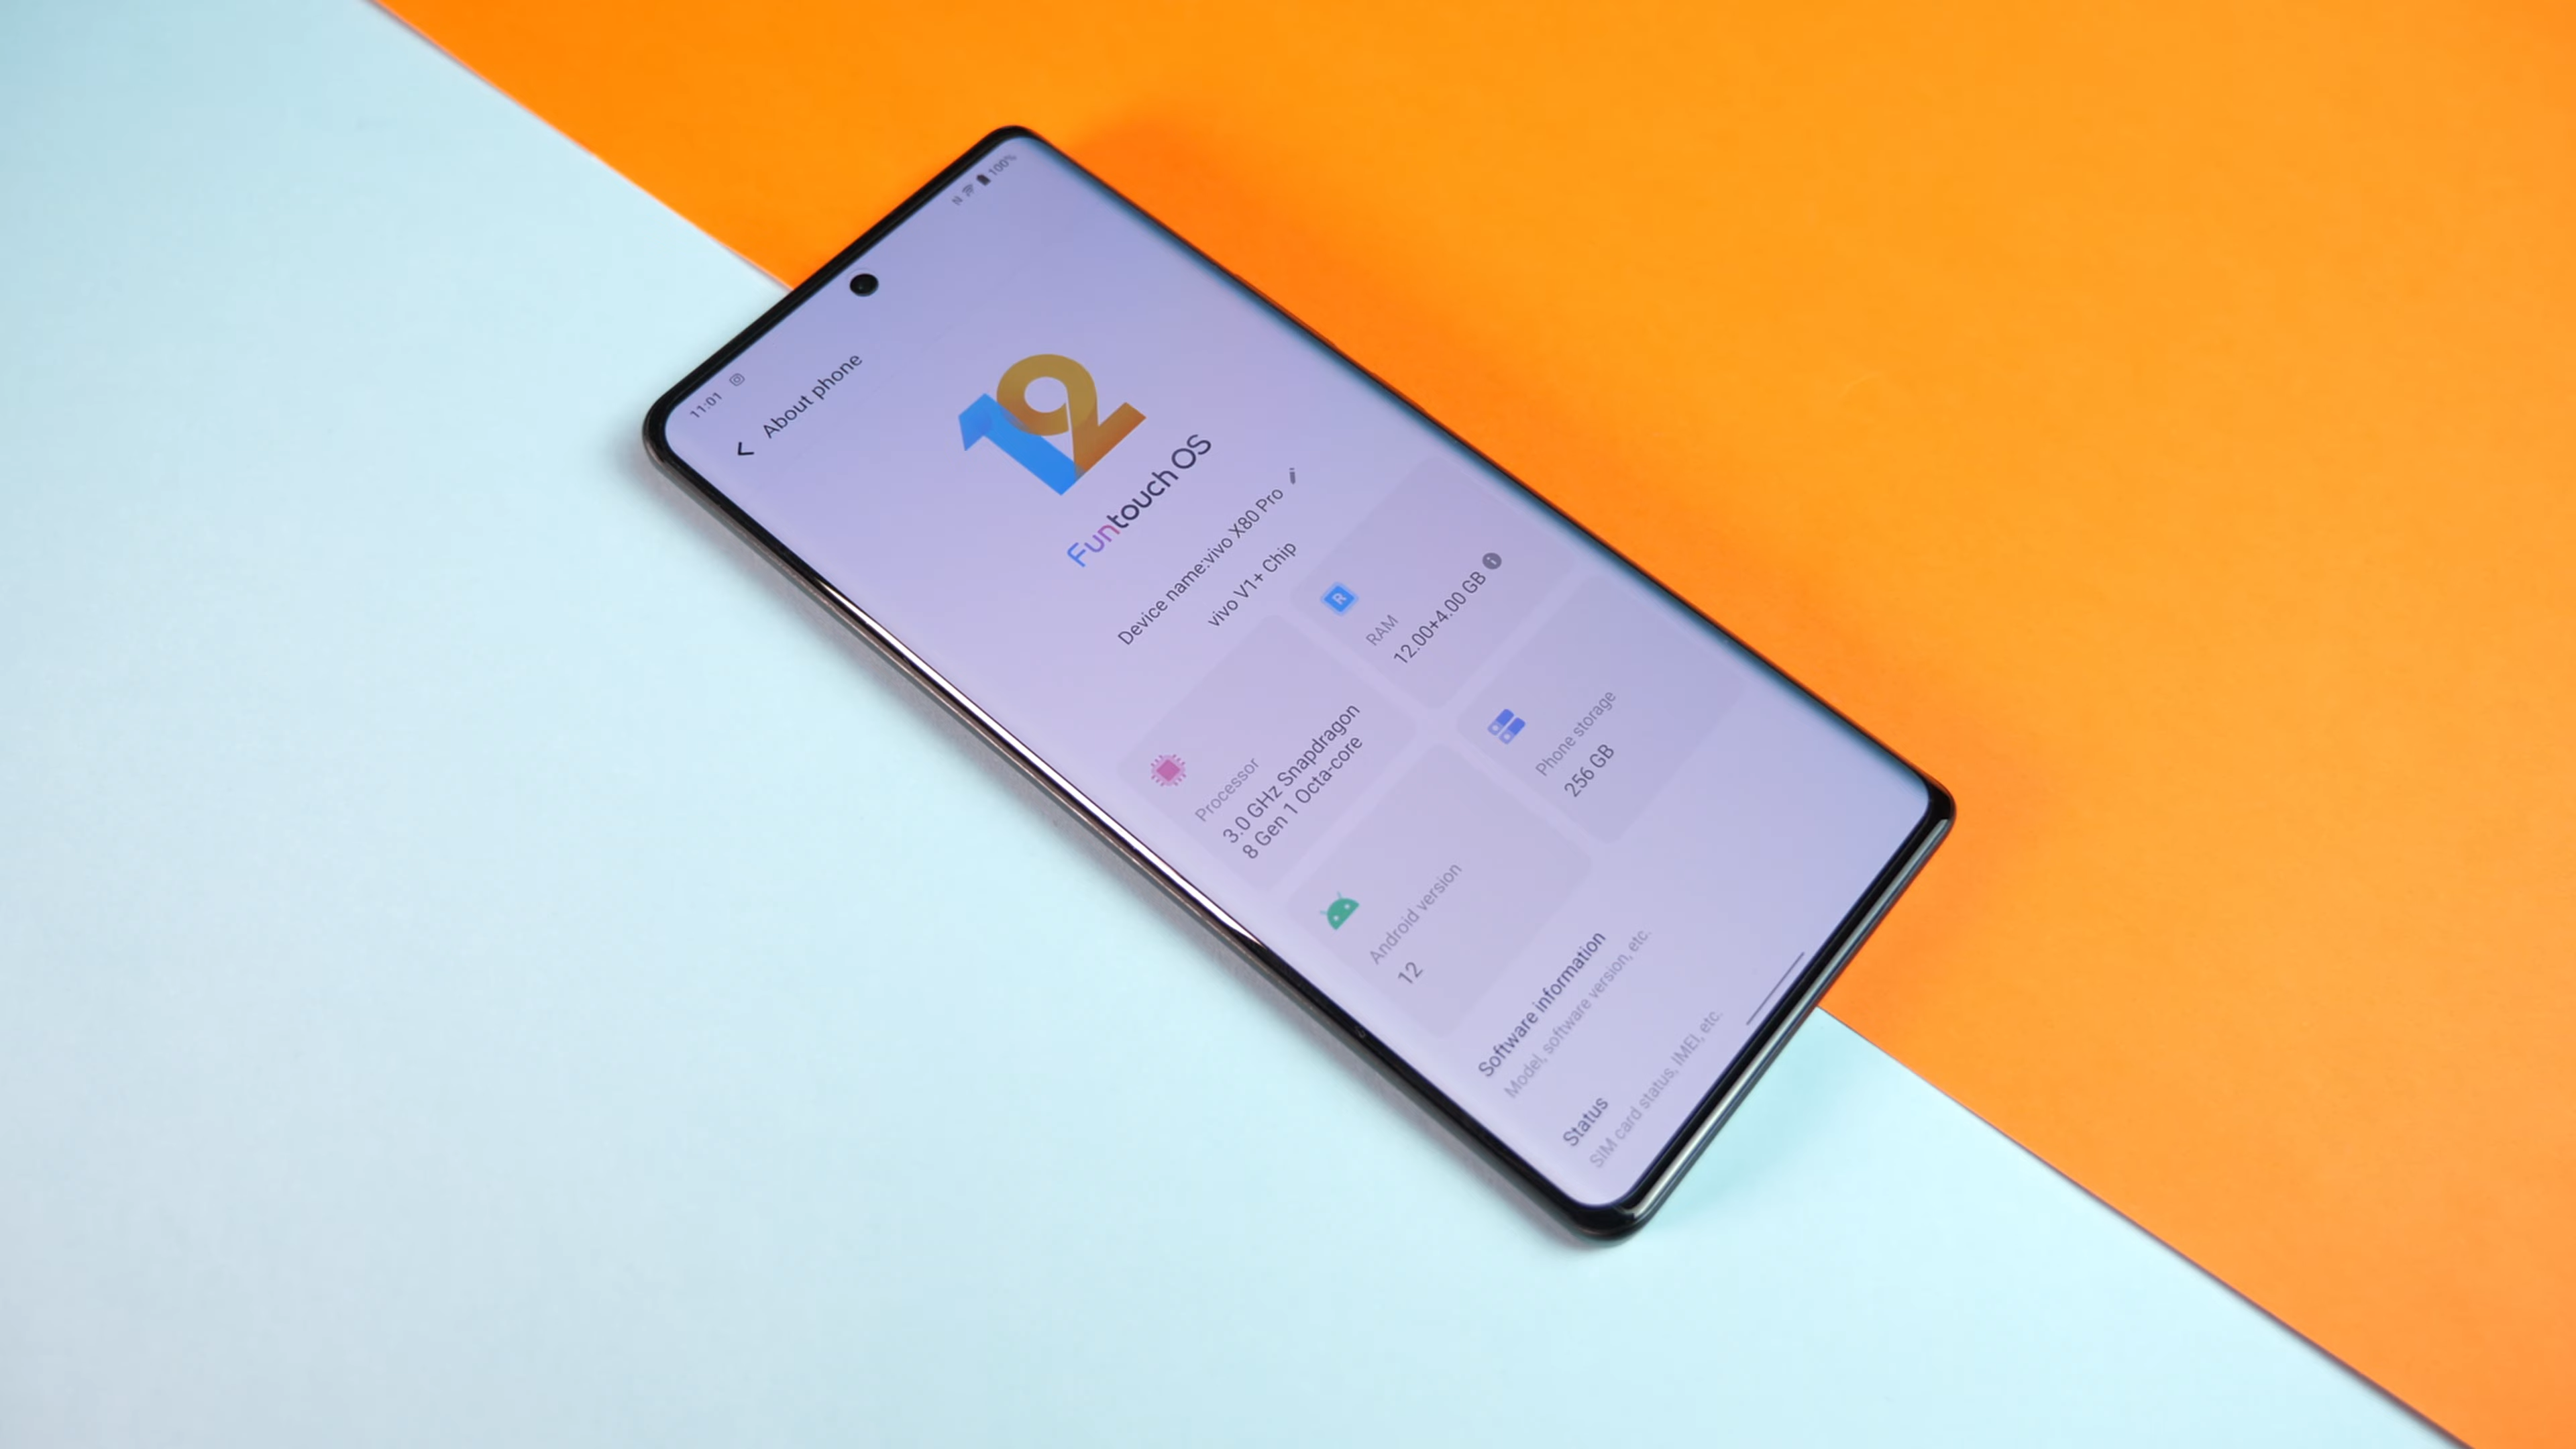 11:01
N 100%
About phone
12
Funtouch OS
Device name:vivo X80 Pro
vivo V1+ Chip
Processor
3.0 GHz Snapdragon
8 Gen 1 Octa-core
R
RAM
12.00+4.00 GB
Android version
12
Phone storage
256 GB
Software information
Model, software version, etc.
Status
SIM card status, IMEI, etc.